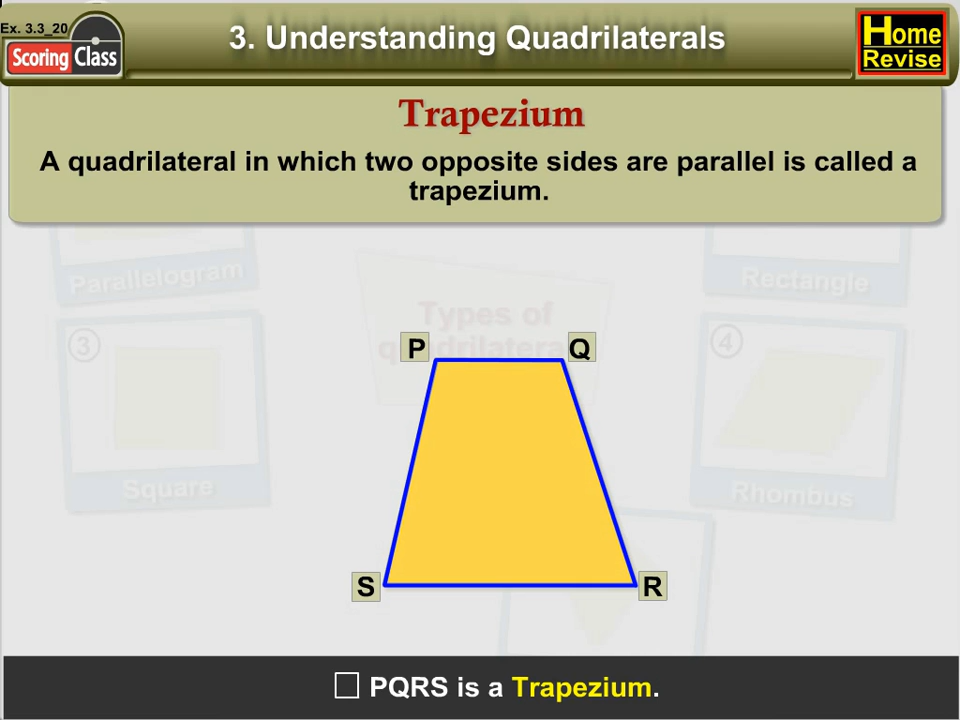 Ex. 3.3_20
Scoring Class
3. Understanding Quadrilaterals
Home
Revise
Trapezium
A quadrilateral in which two opposite sides are parallel is called a
trapezium.
Parallelogram
Rectangle
Types of
quadrilaterals
3
4
P
Q
Square
Rhombus
S
R
□ PQRS is a Trapezium.